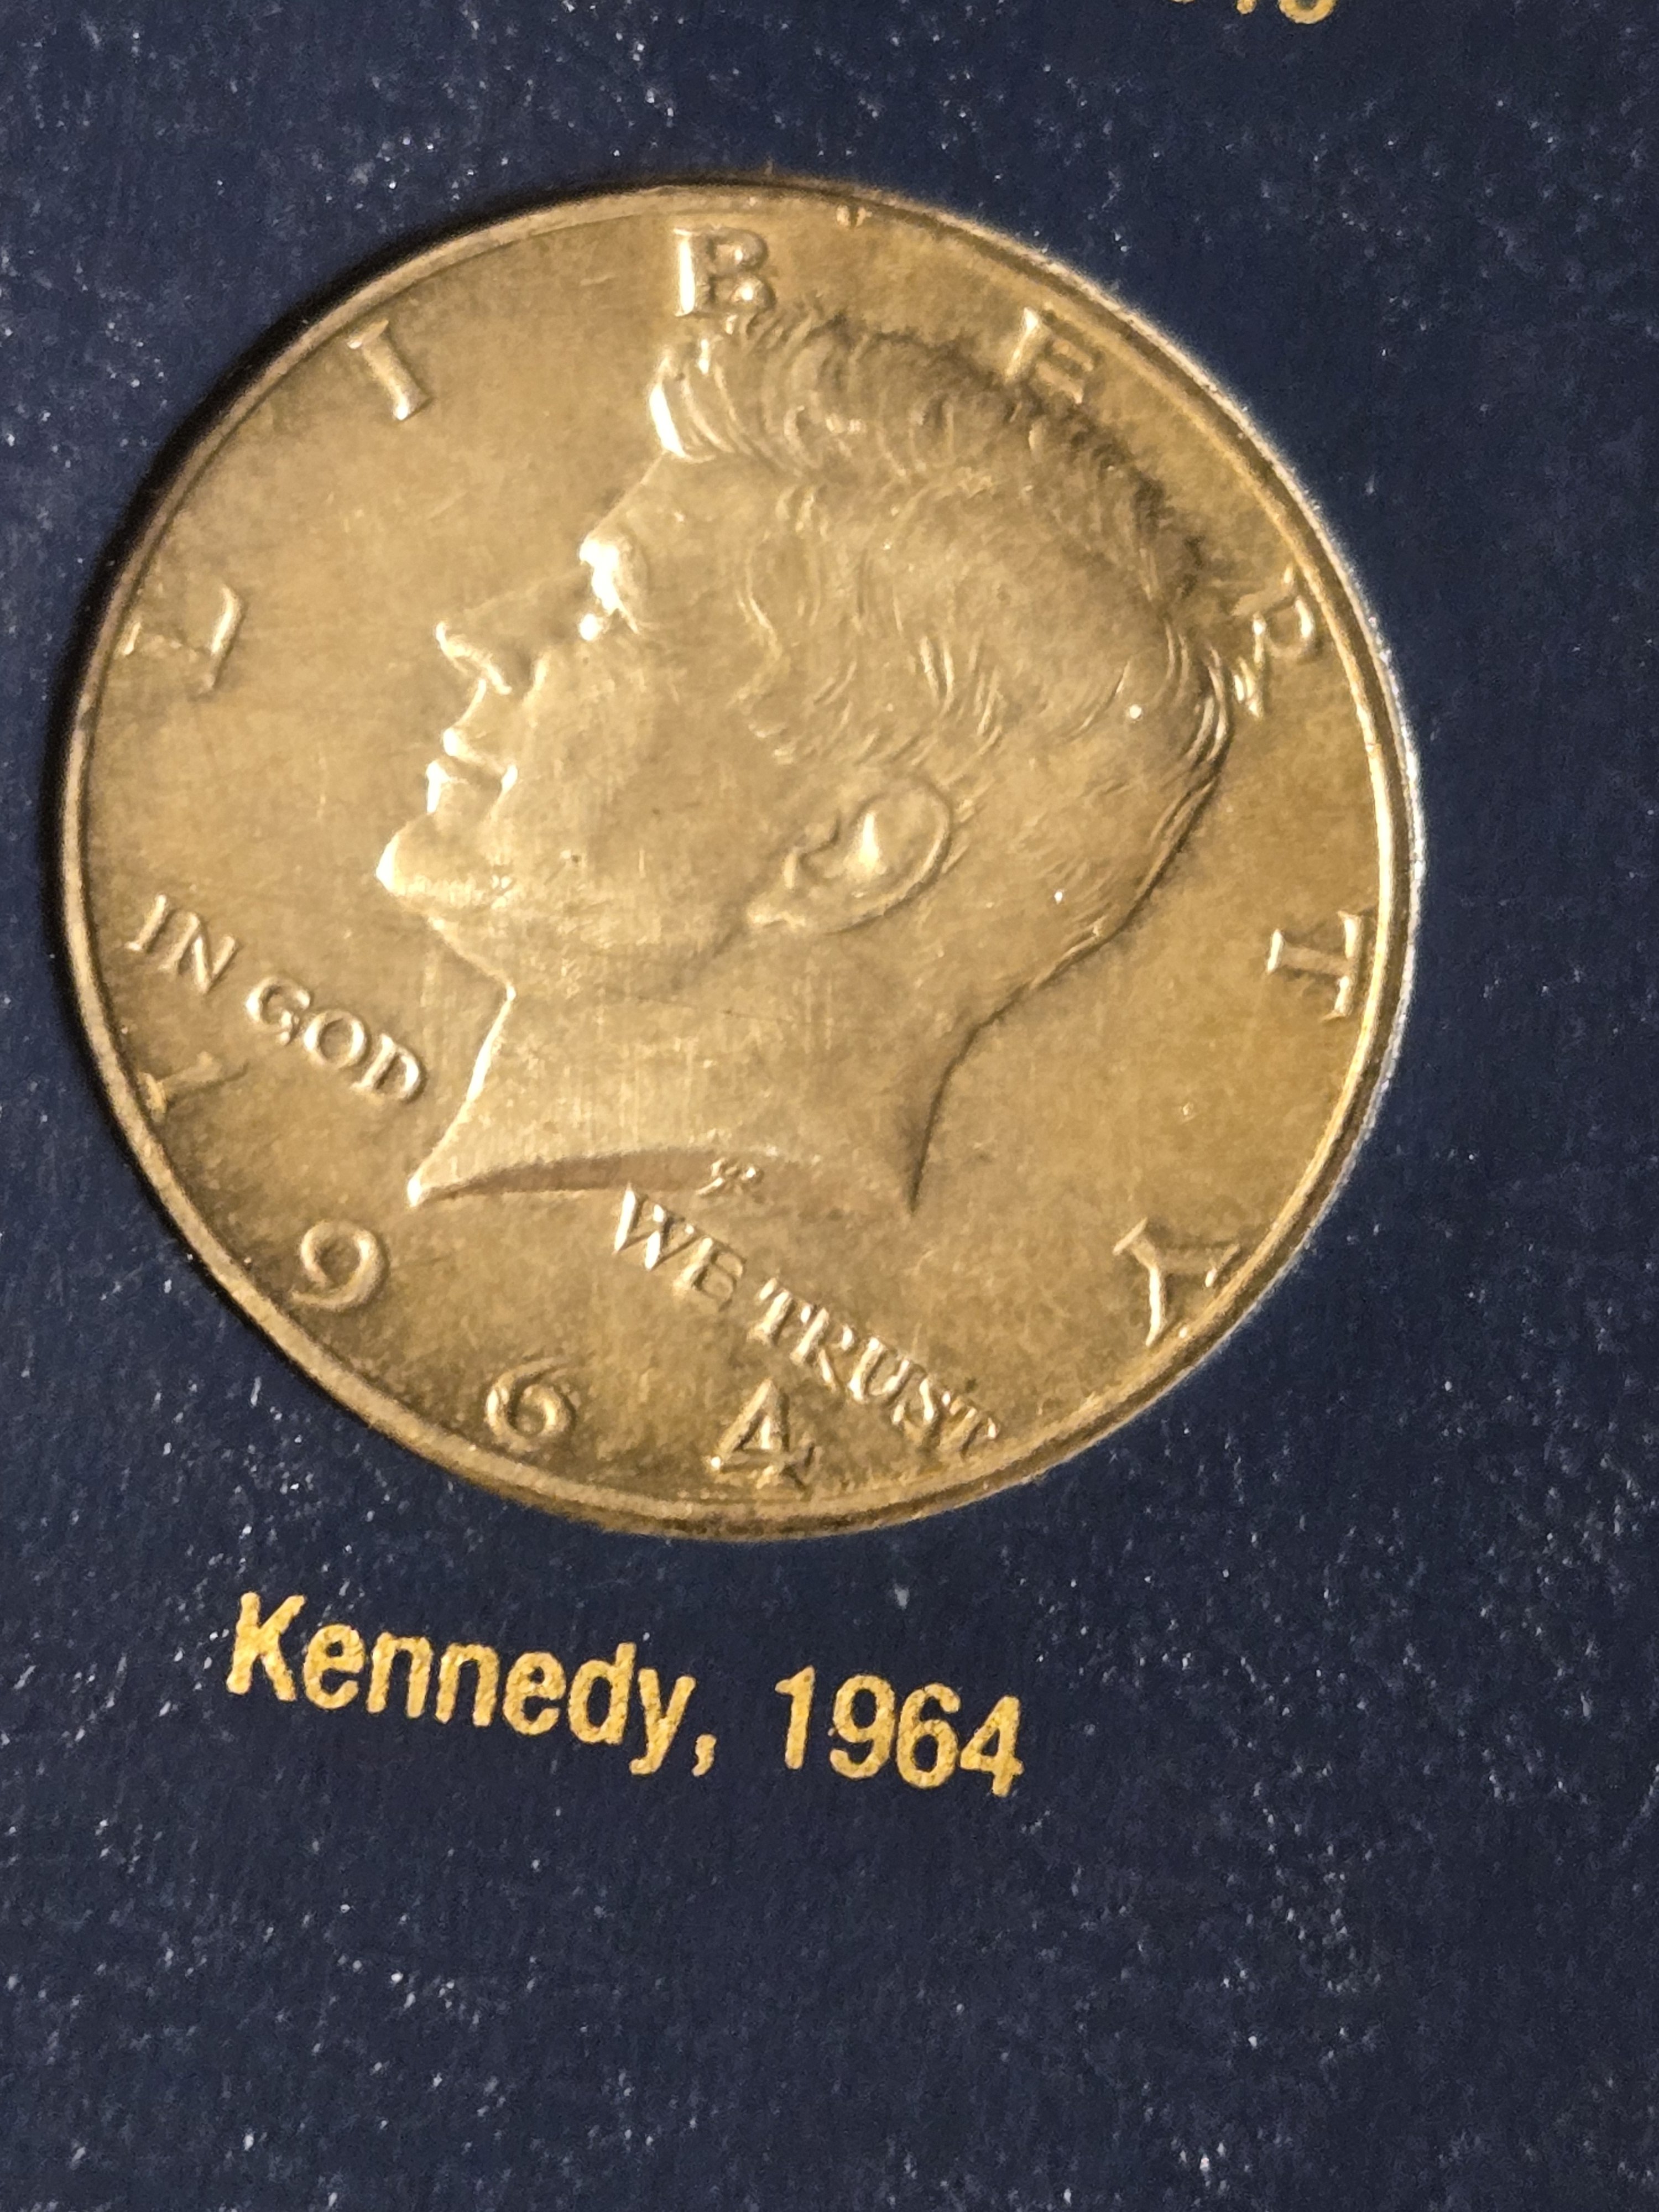 LIBERTY
IN GOD
WE TRUST
1964
Kennedy, 1964